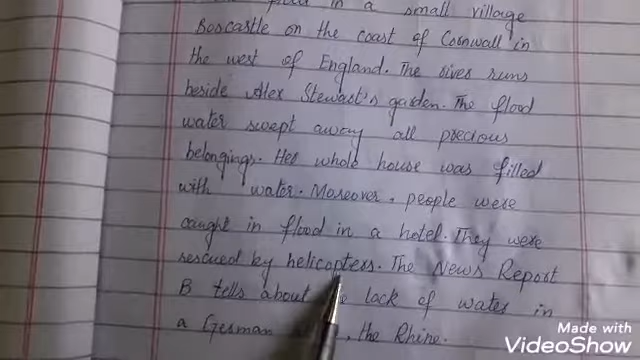 in a small village
Boscastle on the coast of Cornwall in
the west of England. The river runs
beside Alex Stewart's garden. The flood
water swept away all precious
belongings. Her whole house was filled
with water. Moreover, people were
caught in flood in a hotel. They were
rescued by helicopters. The News Report
B tells about lack of water in
a German , the Rhine.
Made with
VideoShow